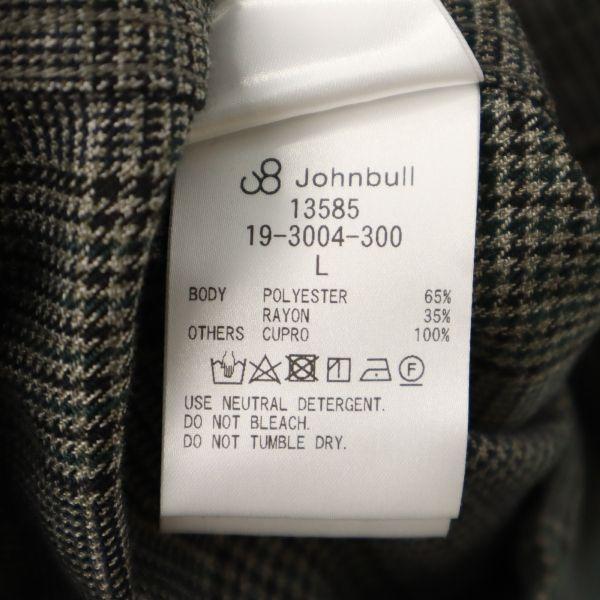 Johnbull
13585
19-3004-300
L
BODY POLYESTER 65%
RAYON 35%
OTHERS CUPRO 100%
F
USE NEUTRAL DETERGENT.
DO NOT BLEACH.
DO NOT TUMBLE DRY.